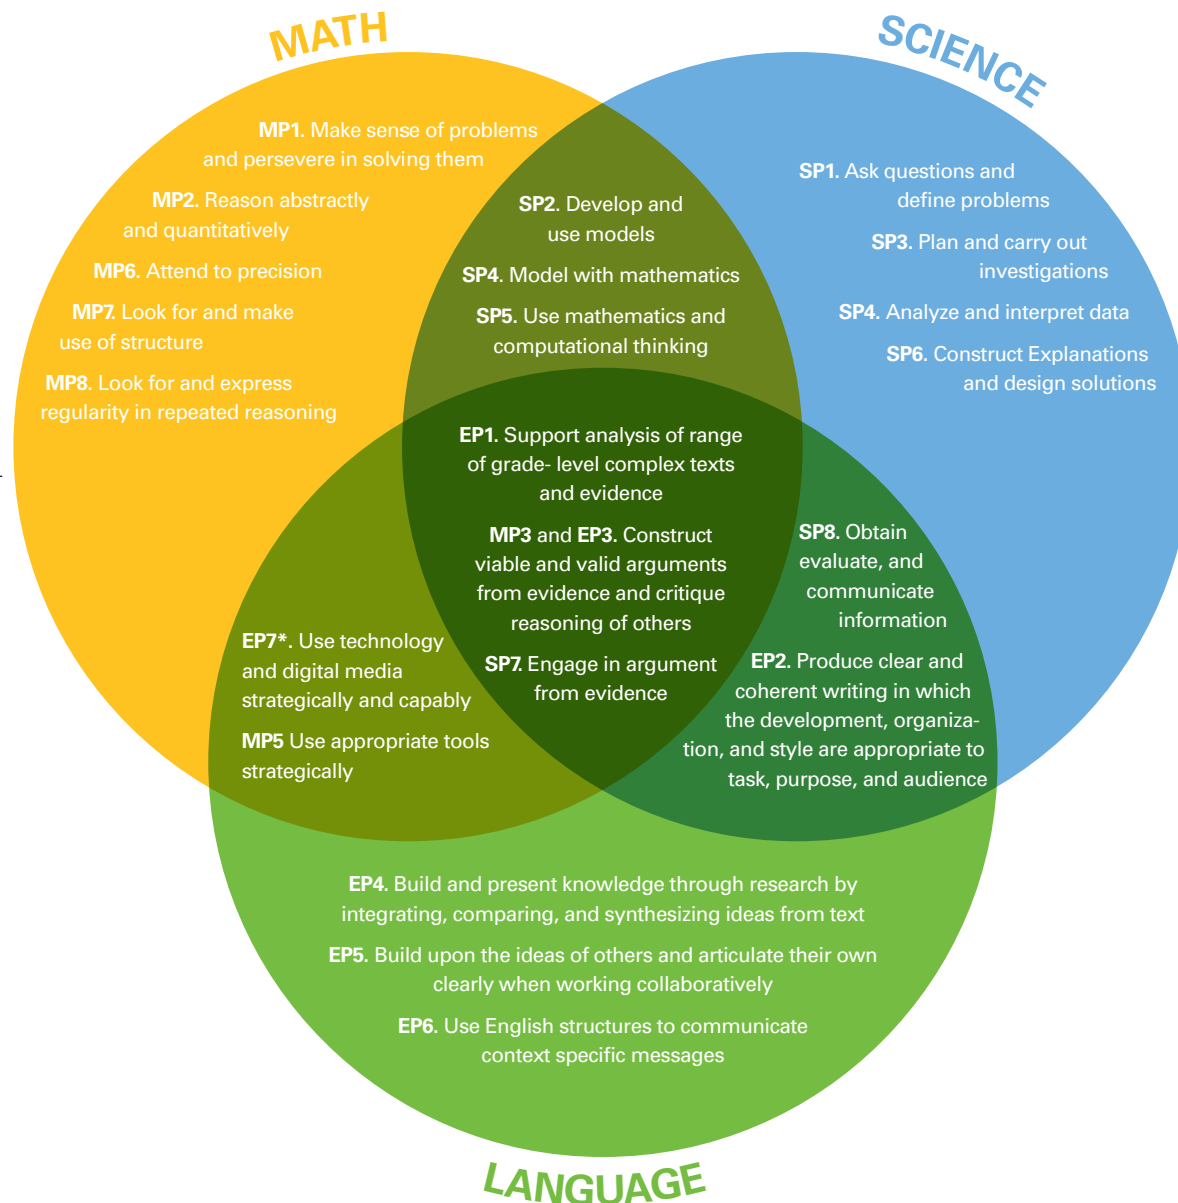 MATH
SCIENCE
MP1. Make sense of problems
and persevere in solving them
MP2. Reason abstractly
and quantitatively
MP6. Attend to precision
MP7. Look for and make
use of structure
MP8. Look for and express
regularity in repeated reasoning
SP2. Develop and
use models
SP4. Model with mathematics
SP5. Use mathematics and
computational thinking
SP1. Ask questions and
define problems
SP3. Plan and carry out
investigations
SP4. Analyze and interpret data
SP6. Construct Explanations
and design solutions
EP1. Support analysis of range
of grade- level complex texts
and evidence
MP3 and EP3. Construct
viable and valid arguments
from evidence and critique
reasoning of others
SP7. Engage in argument
from evidence
EP7*. Use technology
and digital media
strategically and capably
MP5 Use appropriate tools
strategically
SP8. Obtain
evaluate, and
communicate
information
EP2. Produce clear and
coherent writing in which
the development, organiza-
tion, and style are appropriate to
task, purpose, and audience
EP4. Build and present knowledge through research by
integrating, comparing, and synthesizing ideas from text
EP5. Build upon the ideas of others and articulate their own
clearly when working collaboratively
EP6. Use English structures to communicate
context specific messages
LANGUAGE